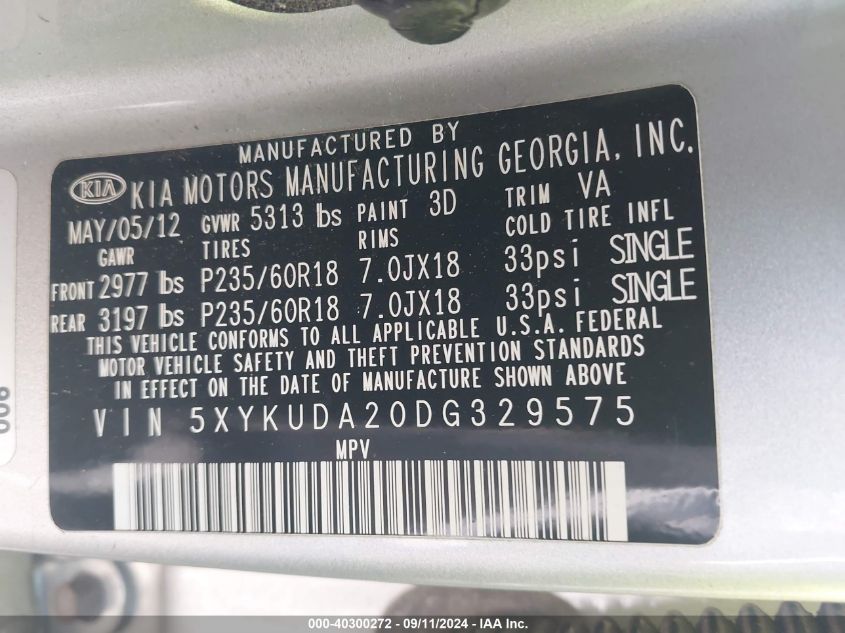 MANUFACTURED BY
KIA KIA MOTORS MANUFACTURING GEORGIA, INC.
MAY/05/12 GVWR 5313 lbs PAINT 3D TRIM VA
GAWR TIRES RIMS COLD TIRE INFL
FRONT 2977 lbs P235/60R18 7.0JX18 33psi SINGLE
REAR 3197 lbs P235/60R18 7.0JX18 33psi SINGLE
THIS VEHICLE CONFORMS TO ALL APPLICABLE U.S.A. FEDERAL
MOTOR VEHICLE SAFETY AND THEFT PREVENTION STANDARDS
IN EFFECT ON THE DATE OF MANUFACTURE SHOWN ABOVE
VIN 5XYKUDA20DG329575
MPV
000-40300272 - 09/11/2024 - IAA Inc.